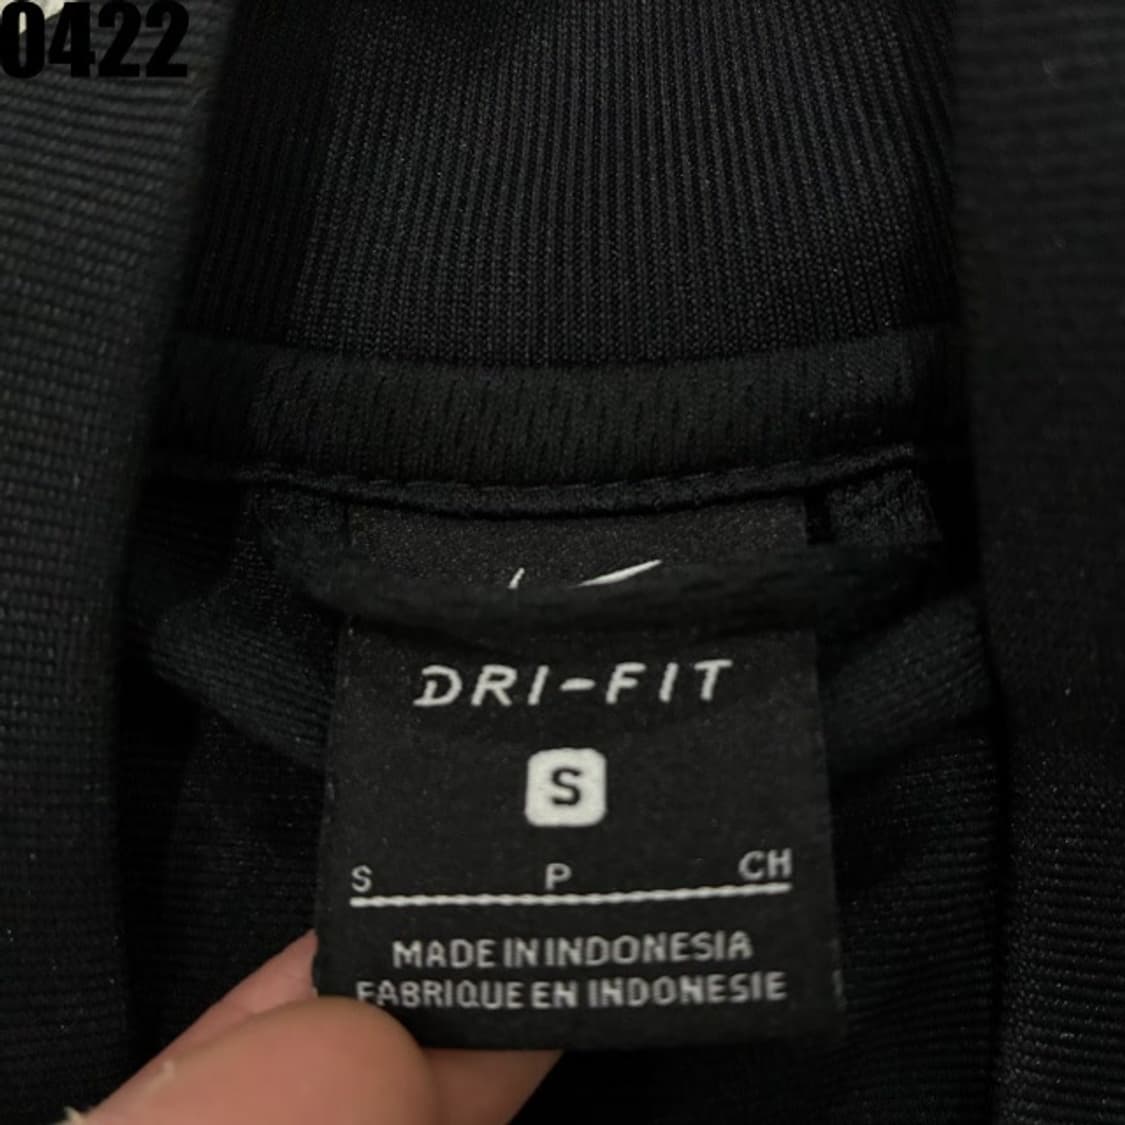 0422
DRI-FIT
S
S P CH
MADE IN INDONESIA
FABRIQUE EN INDONESIE